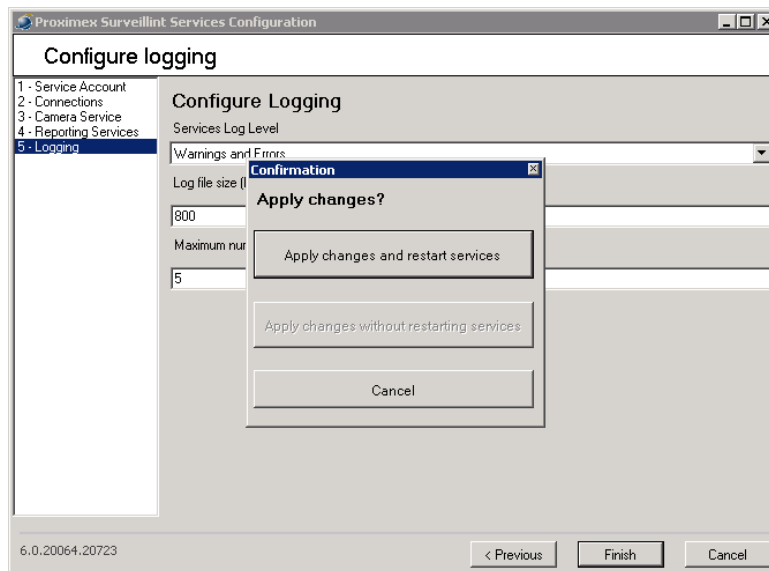 Proximex Surveillint Services Configuration
Configure logging
1 - Service Account
2 - Connections
3 - Camera Service
4 - Reporting Services
5 - Logging
Configure Logging
Services Log Level
Warnings and Errors
Log file size
800
Maximum
5
Confirmation
Apply changes?
Apply changes and restart services
Apply changes without restarting services
Cancel
6.0.20064.20723
< Previous
Finish
Cancel